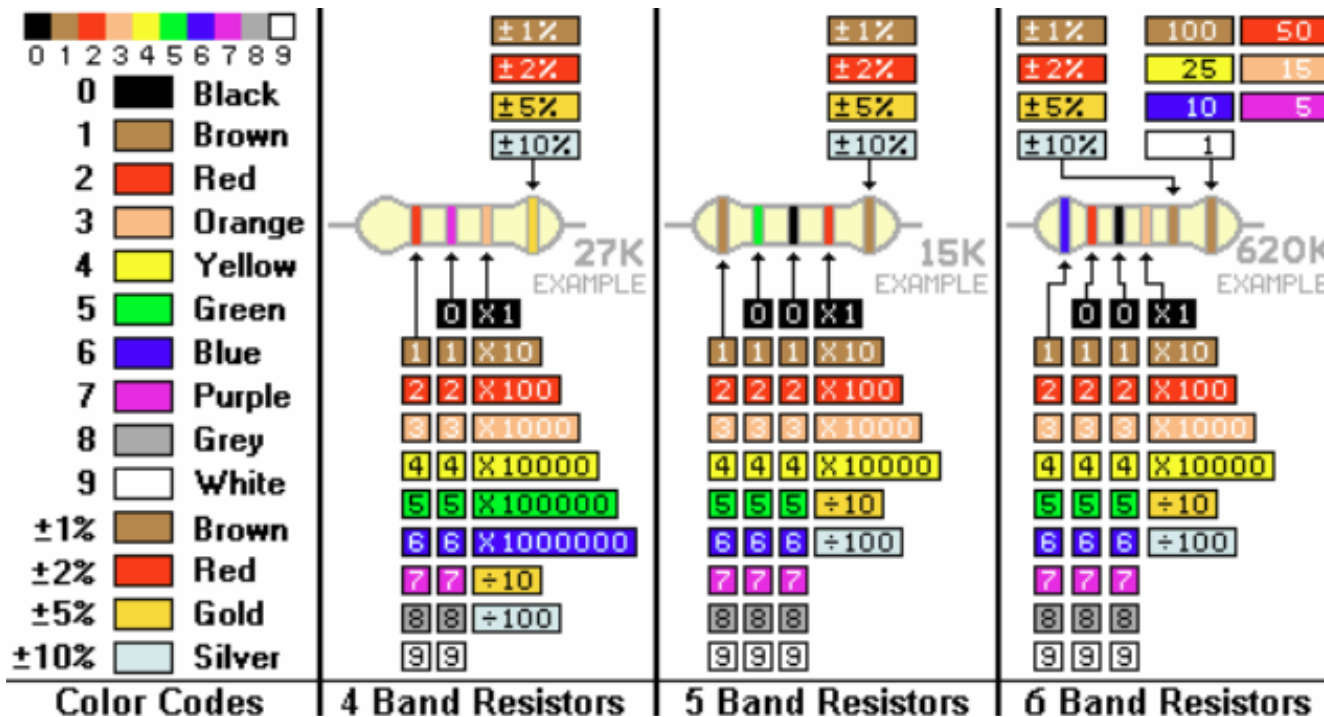 0 1 2 3 4 5 6 7 8 9
0 Black
1 Brown
2 Red
3 Orange
4 Yellow
5 Green
6 Blue
7 Purple
8 Grey
9 White
±1% Brown
±2% Red
±5% Gold
±10% Silver
Color Codes
±1%
±2%
±5%
±10%
27K
EXAMPLE
0 X1
1 1 X10
2 2 X100
3 3 X1000
4 4 X10000
5 5 X100000
6 6 X1000000
7 7 ÷10
8 8 ÷100
9 9
4 Band Resistors
±1%
±2%
±5%
±10%
15K
EXAMPLE
0 0 X1
1 1 1 X10
2 2 2 X100
3 3 3 X1000
4 4 4 X10000
5 5 5 ÷10
6 6 6 ÷100
7 7 7
8 8 8
9 9 9
5 Band Resistors
±1% 100 50
±2% 25 15
±5% 10 5
±10% 1
620K
EXAMPLE
0 0 X1
1 1 1 X10
2 2 2 X100
3 3 3 X1000
4 4 4 X10000
5 5 5 ÷10
6 6 6 ÷100
7 7 7
8 8 8
9 9 9
6 Band Resistors